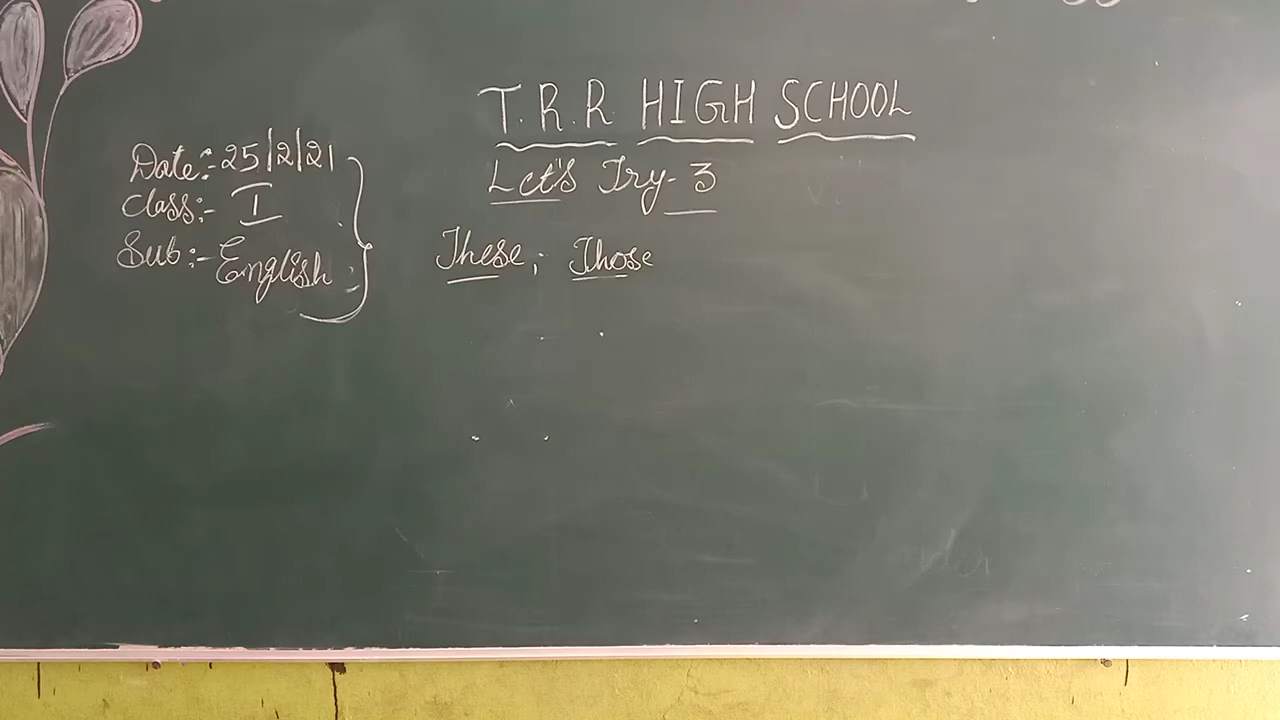 T.R.R. HIGH SCHOOL
Let's Try- 3
Date:- 25/2/21
Class:- I
Sub:- English
These, Those